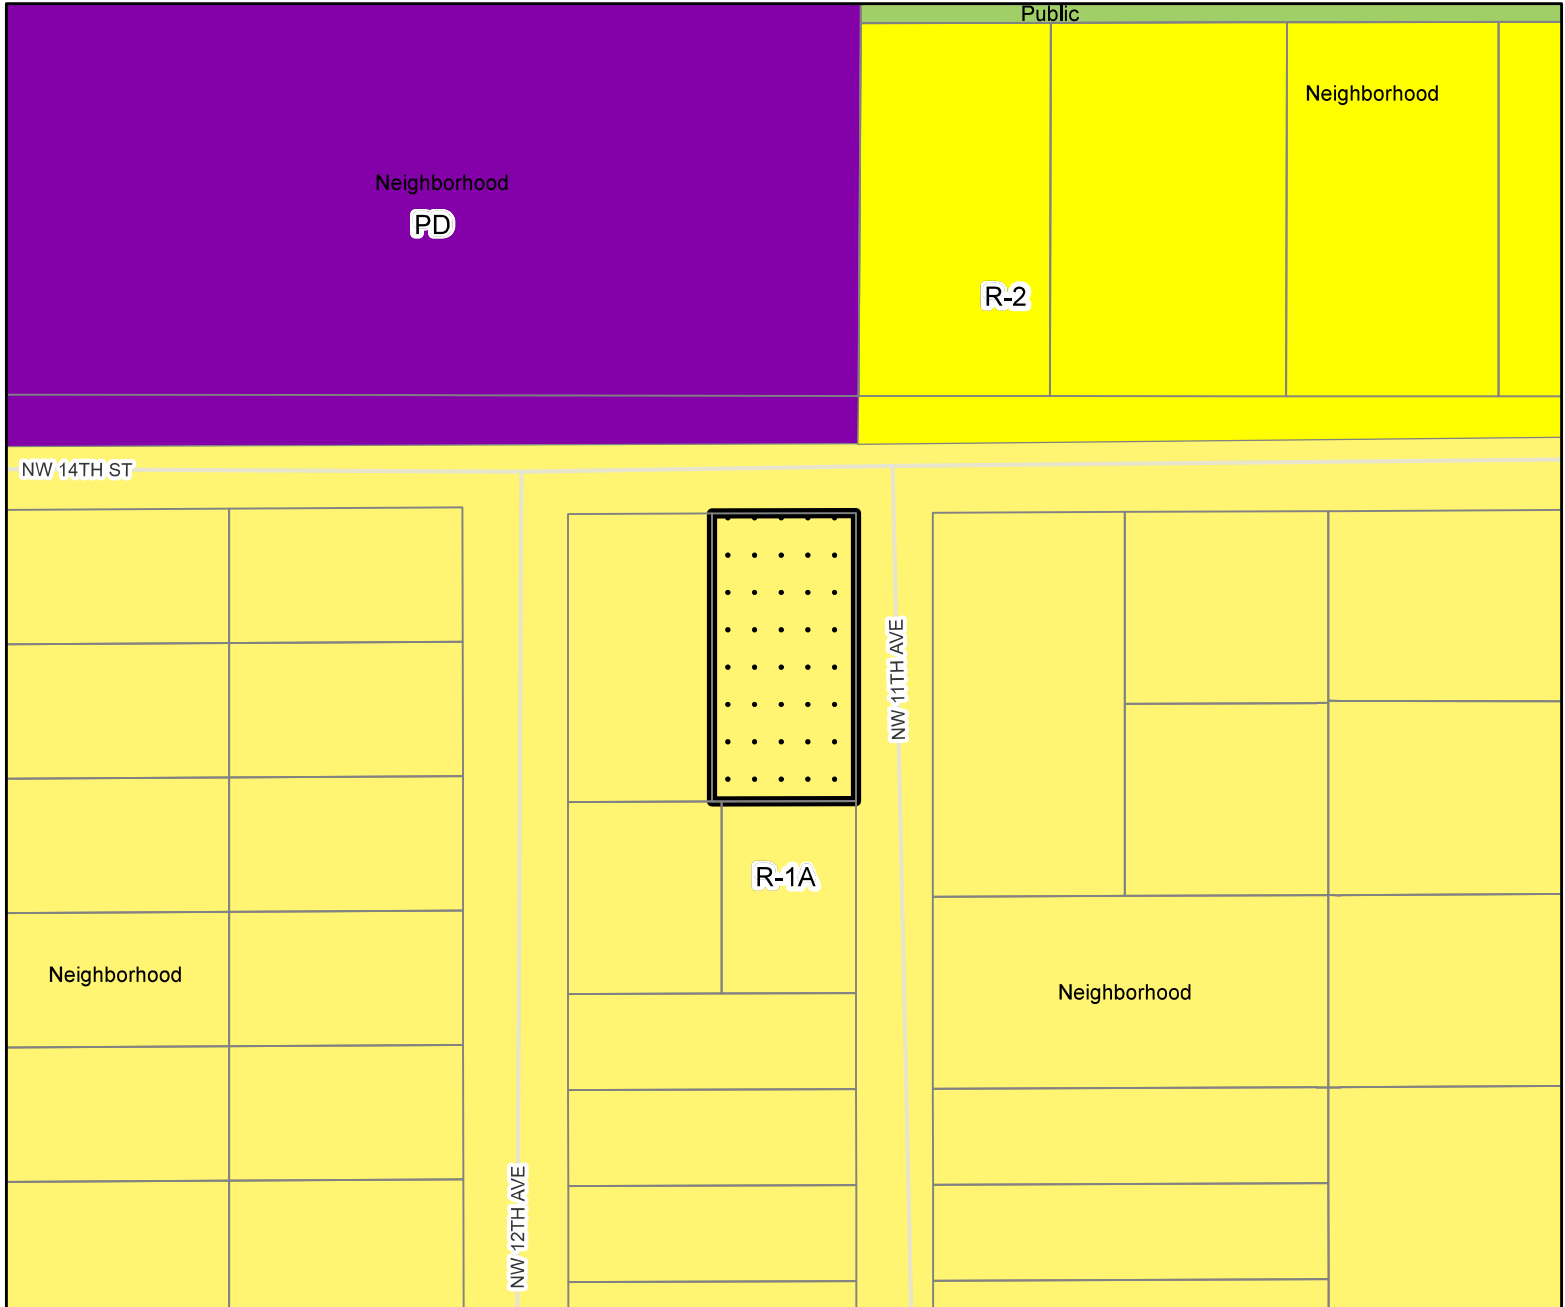 Public
Neighborhood
Neighborhood
PD
R-2
NW 14TH ST
NW 11TH AVE
R-1A
Neighborhood
Neighborhood
NW 12TH AVE